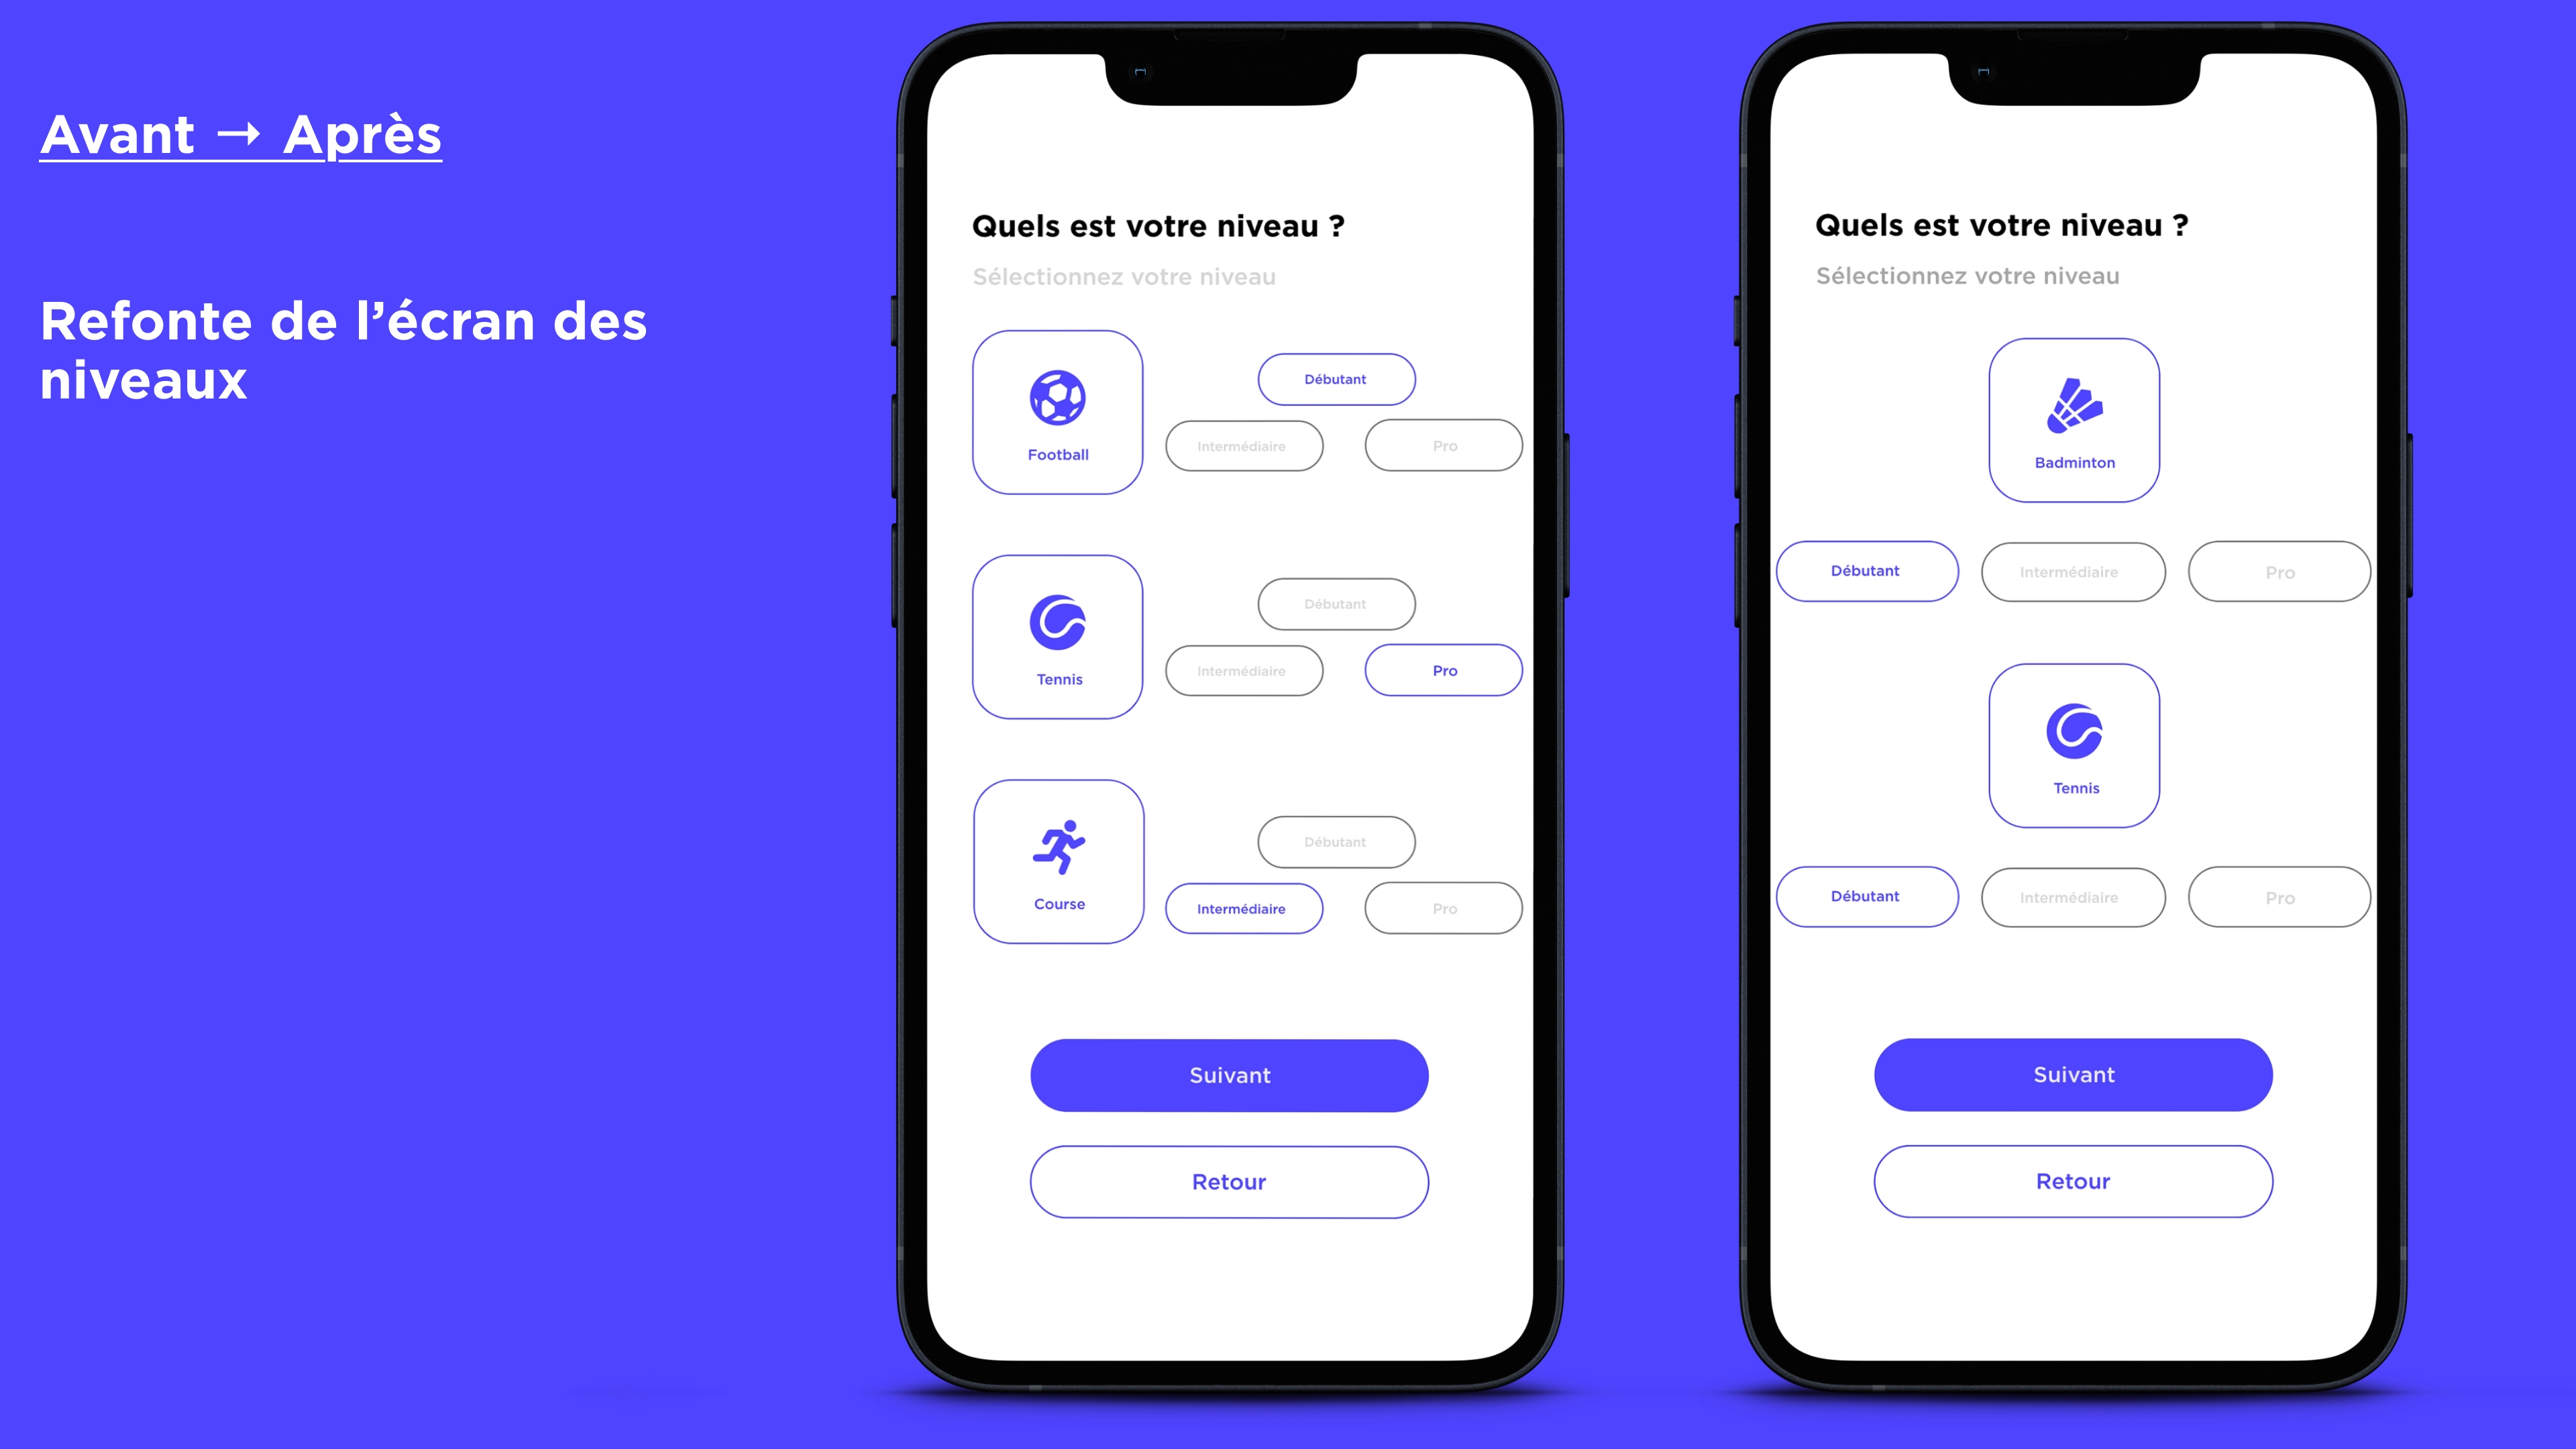 Avant → Après
Refonte de l’écran des
niveaux
Quels est votre niveau ?
Sélectionnez votre niveau
Football
Débutant
Intermédiaire
Pro
Tennis
Débutant
Intermédiaire
Pro
Course
Débutant
Intermédiaire
Pro
Suivant
Retour
Quels est votre niveau ?
Sélectionnez votre niveau
Badminton
Débutant
Intermédiaire
Pro
Tennis
Débutant
Intermédiaire
Pro
Suivant
Retour